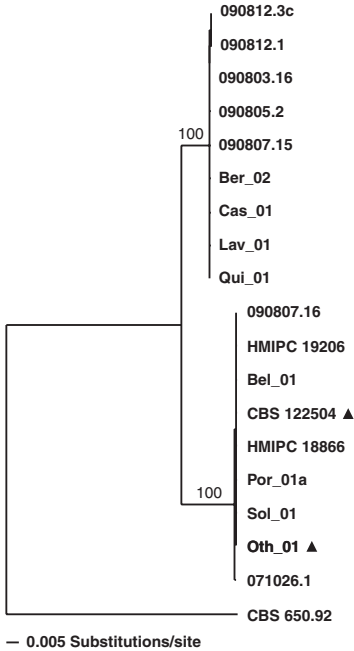 090812.3c
090812.1
090803.16
090805.2
100
090807.15
Ber_02
Cas_01
Lav_01
Qui_01
090807.16
HMIPC 19206
Bel_01
CBS 122504 ▲
HMIPC 18866
Por_01a
100
Sol_01
Oth_01 ▲
071026.1
CBS 650.92
0.005 Substitutions/site